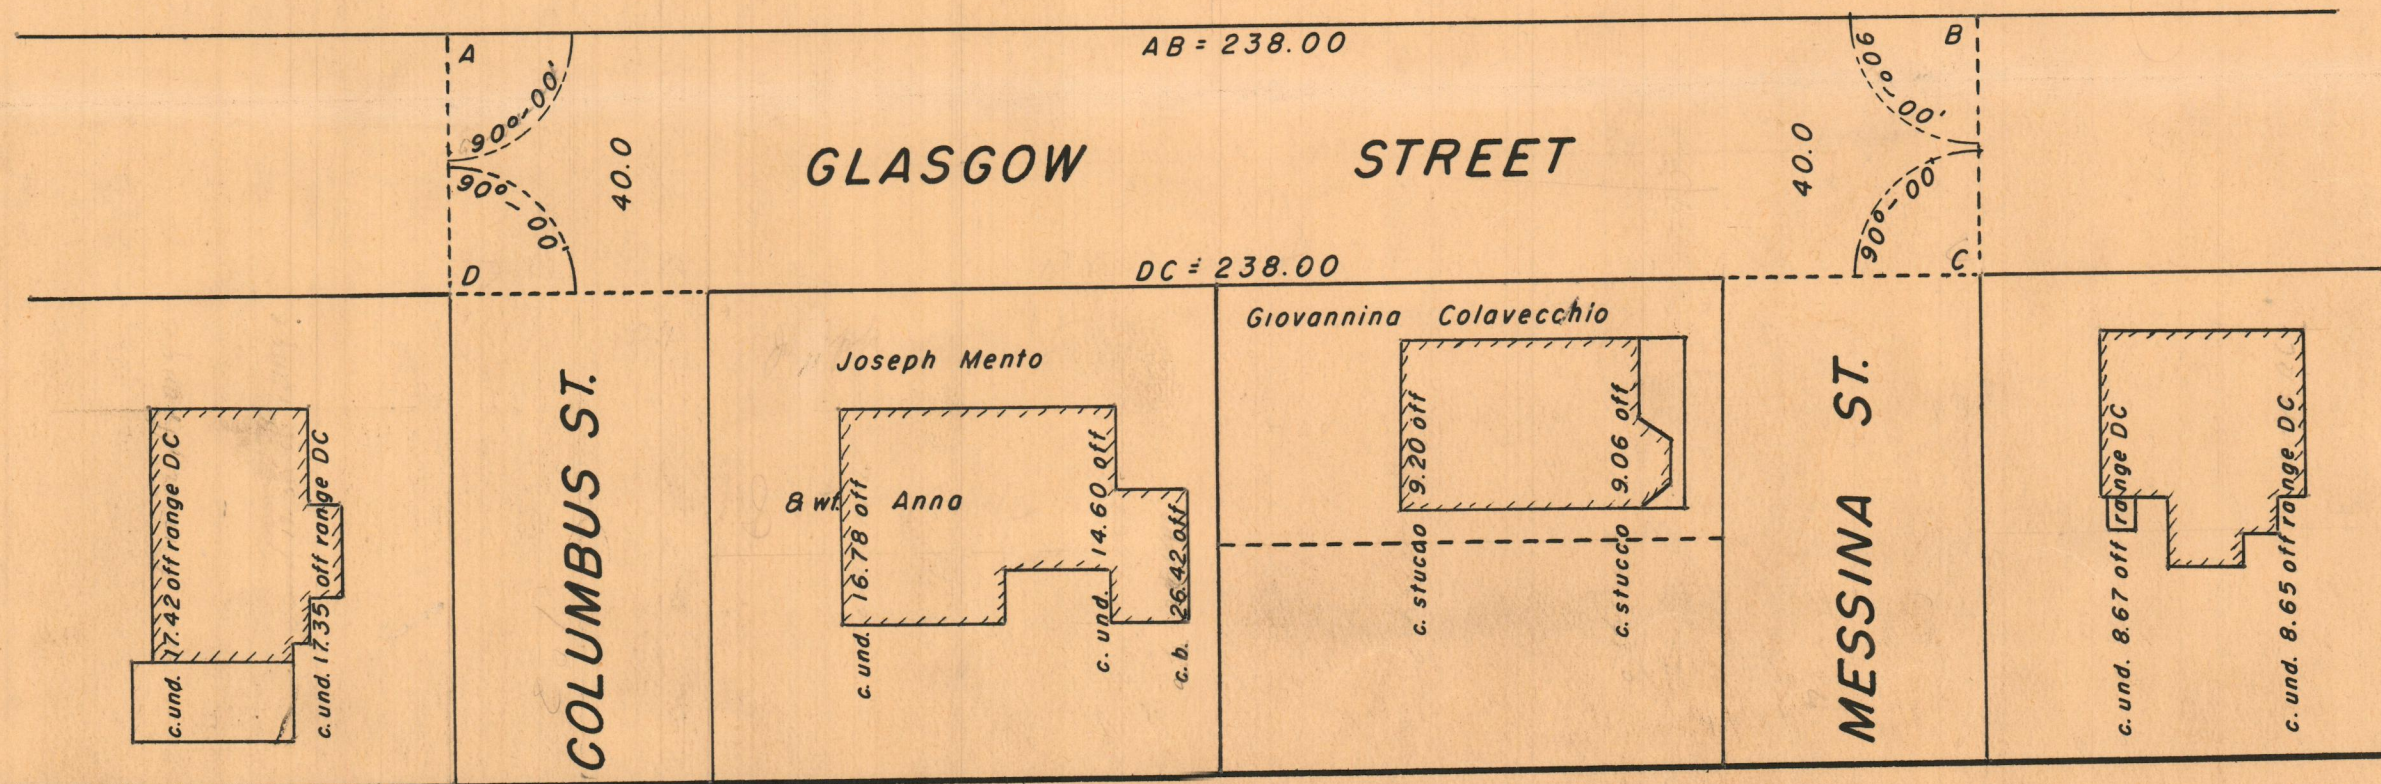 A
AB = 238.00
B
90°-00'
90°-00'
90°-00
90°-00'
40.0
GLASGOW STREET
40.0
D
DC = 238.00
C
Giovannina Colavecchio
Joseph Mento
& wf. Anna
COLUMBUS ST.
MESSINA ST.
c.und. 17.42 off range DC
c.und. 17.35 off range DC
c. und. 16.78 off
c. und. 14.60 off
c.b. 26.42 off
c. stucco 9.20 off
c. stucco 9.06 off
c. und. 8.67 off range DC
c. und. 8.65 off range DC